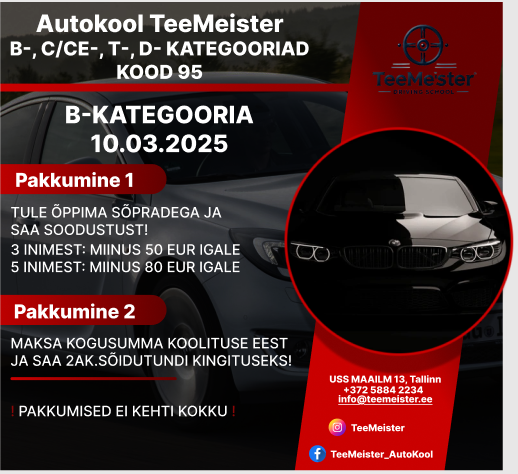 Autokool TeeMeister
B-, C/CE-, T-, D- KATEGOORIAD
KOOD 95
TeeMeister
B-KATEGOORIA
10.03.2025
Pakkumine 1
TULE ÕPPIMA SÕPRADEGA JA
SAA SOODUSTUST!
3 INIMEST: MIINUS 50 EUR IGALE
5 INIMEST: MIINUS 80 EUR IGALE
Pakkumine 2
MAKSA KOGUSUMMA KOOLITUSE EEST
JA SAA 2AK.SÕIDUTUNDI KINGITUSEKS!
! PAKKUMISED EI KEHTI KOKKU !
USS MAAILM 13, Tallinn
+372 5884 2234
info@teemeister.ee
TeeMeister
TeeMeister_AutoKool